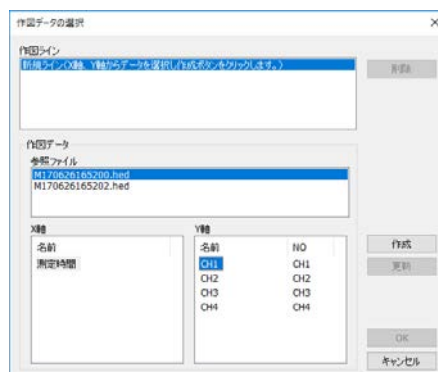 作図データの選択
作図ライン
新規ライン(X軸、Y軸からデータを選択し作成ボタンをクリックします。)
削除
作図データ
参照ファイル
M170626165200.hed
M170626165202.hed
X軸
名前
測定時間
Y軸
名前 NO
CH1 CH1
CH2 CH2
CH3 CH3
CH4 CH4
作成
更新
OK
キャンセル